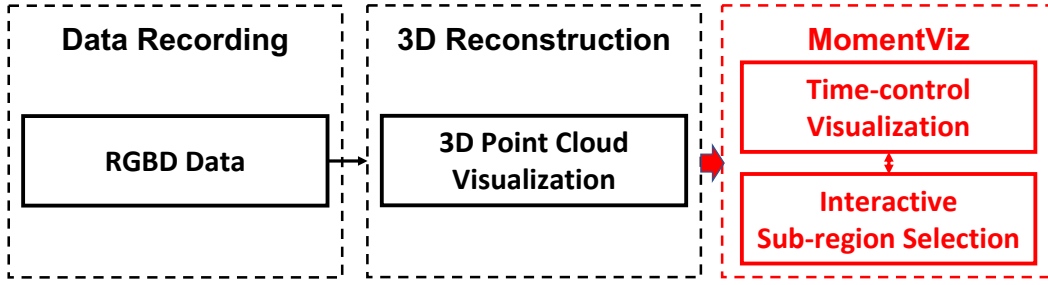 Data Recording
RGBD Data
3D Reconstruction
3D Point Cloud
Visualization
MomentViz
Time-control
Visualization
Interactive
Sub-region Selection